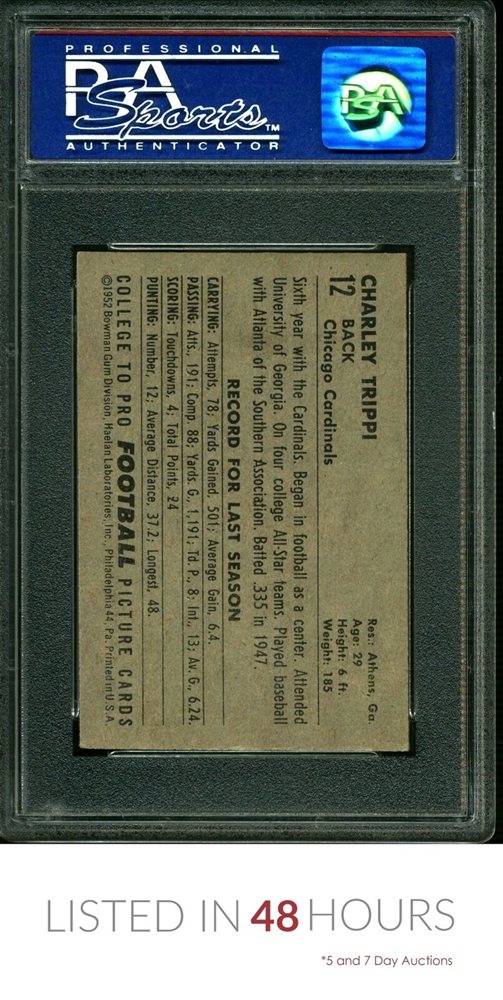 PROFESSIONAL
PSA
Sports™
AUTHENTICATOR
PSA
CHARLEY TRIPPI
12 BACK
Chicago Cardinals
Res.: Athens, Ga.
Age: 29
Height: 6 ft.
Weight: 185
Sixth year with the Cardinals. Began in football as a center. Attended
University of Georgia. On four college All-Star teams. Played baseball
with Atlanta of the Southern Association. Batted .335 in 1947.
RECORD FOR LAST SEASON
CARRYING: Attempts, 78; Yards Gained, 501; Average Gain, 6.4.
PASSING: Atts., 191; Comp. 88; Yards. G., 1,191; Td. P., 8; Int., 13; Av. G., 6.24.
SCORING: Touchdowns, 4; Total Points, 24
PUNTING: Number, 12; Average Distance, 37.2; Longest, 48.
COLLEGE TO PRO FOOTBALL PICTURE CARDS
©1952 Bowman Gum Division, Haelan Laboratories, Inc., Philadelphia 44, Pa. Printed in U.S.A.
LISTED IN 48 HOURS
*5 and 7 Day Auctions